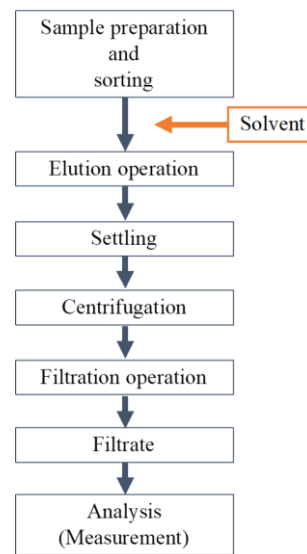 Sample preparation
and
sorting
Solvent
Elution operation
Settling
Centrifugation
Filtration operation
Filtrate
Analysis
(Measurement)